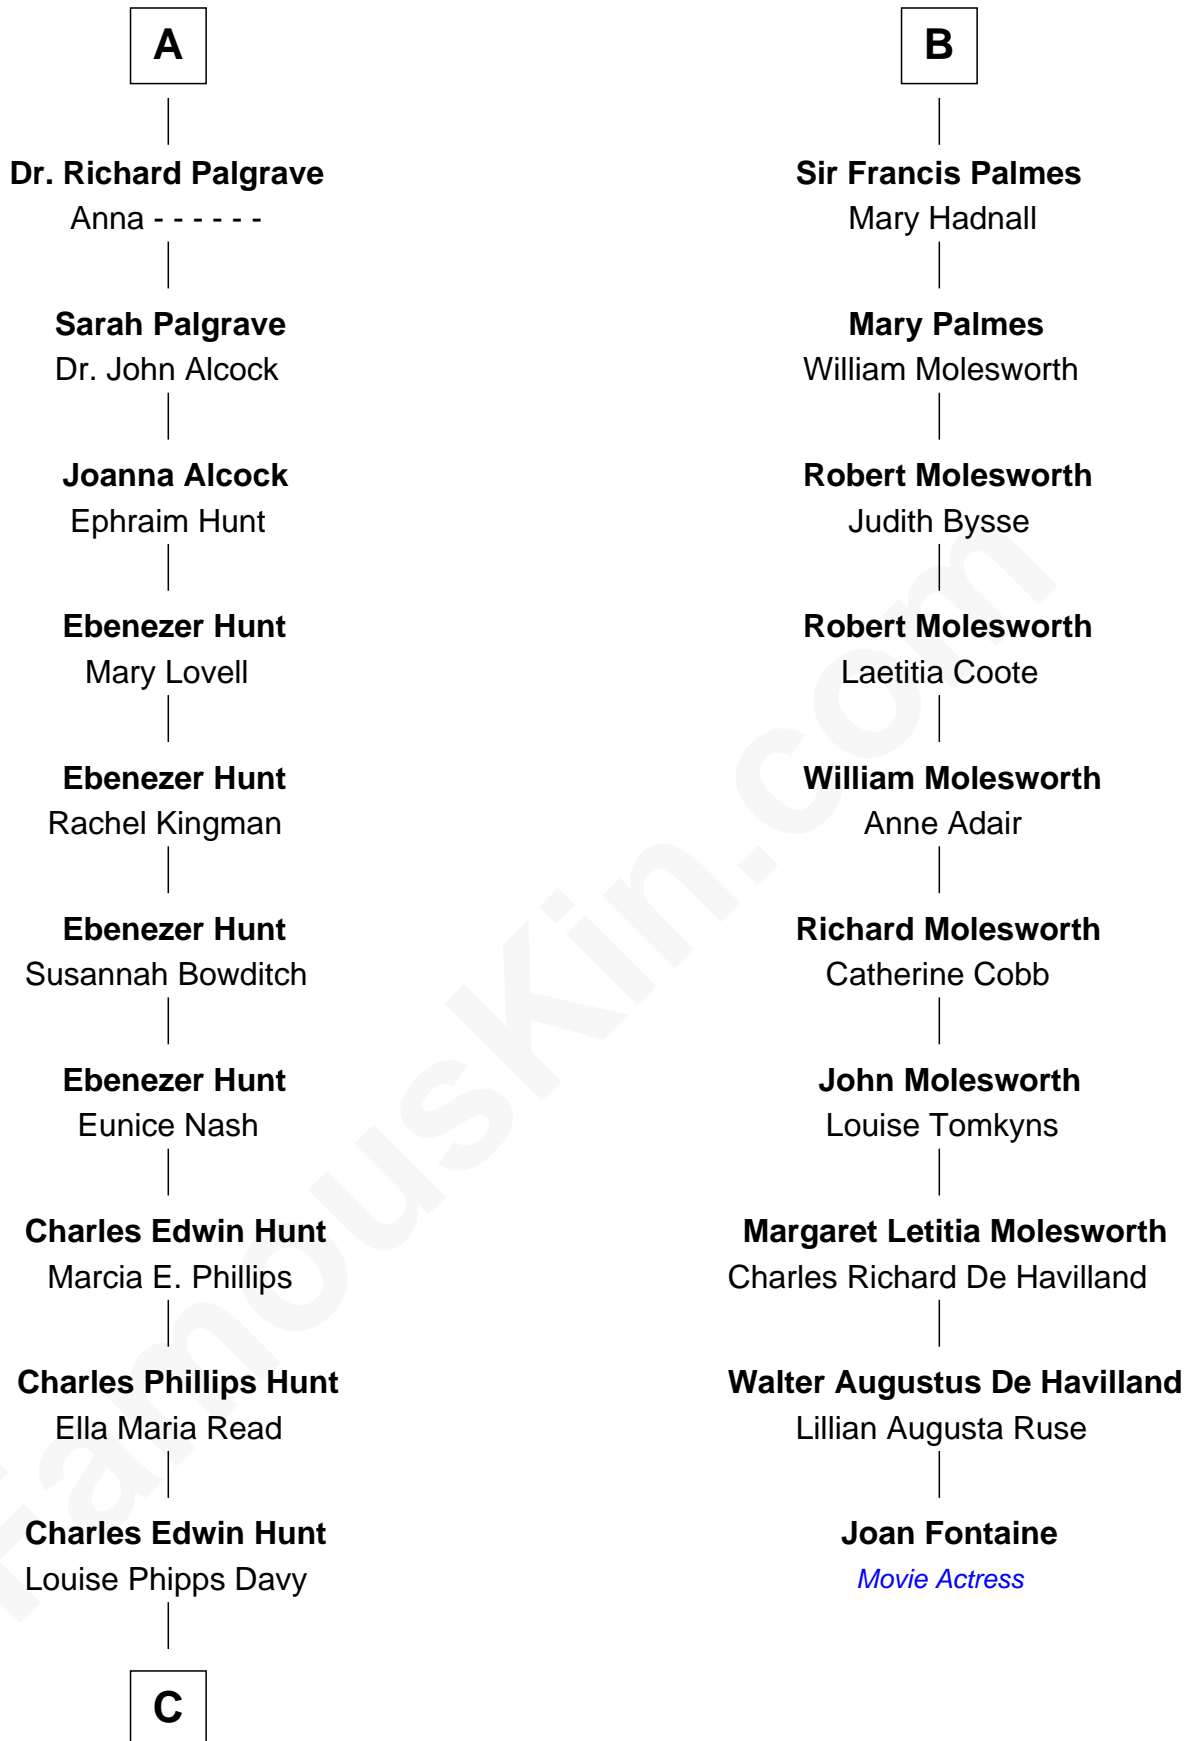 A
Dr. Richard Palgrave
Anna - - - - - -
Sarah Palgrave
Dr. John Alcock
Joanna Alcock
Ephraim Hunt
Ebenezer Hunt
Mary Lovell
Ebenezer Hunt
Rachel Kingman
Ebenezer Hunt
Susannah Bowditch
Ebenezer Hunt
Eunice Nash
Charles Edwin Hunt
Marcia E. Phillips
Charles Phillips Hunt
Ella Maria Read
Charles Edwin Hunt
Louise Phipps Davy
C
B
Sir Francis Palmes
Mary Hadnall
Mary Palmes
William Molesworth
Robert Molesworth
Judith Bysse
Robert Molesworth
Laetitia Coote
William Molesworth
Anne Adair
Richard Molesworth
Catherine Cobb
John Molesworth
Louise Tomkyns
Margaret Letitia Molesworth
Charles Richard De Havilland
Walter Augustus De Havilland
Lillian Augusta Ruse
Joan Fontaine
Movie Actress
FamousKin.com